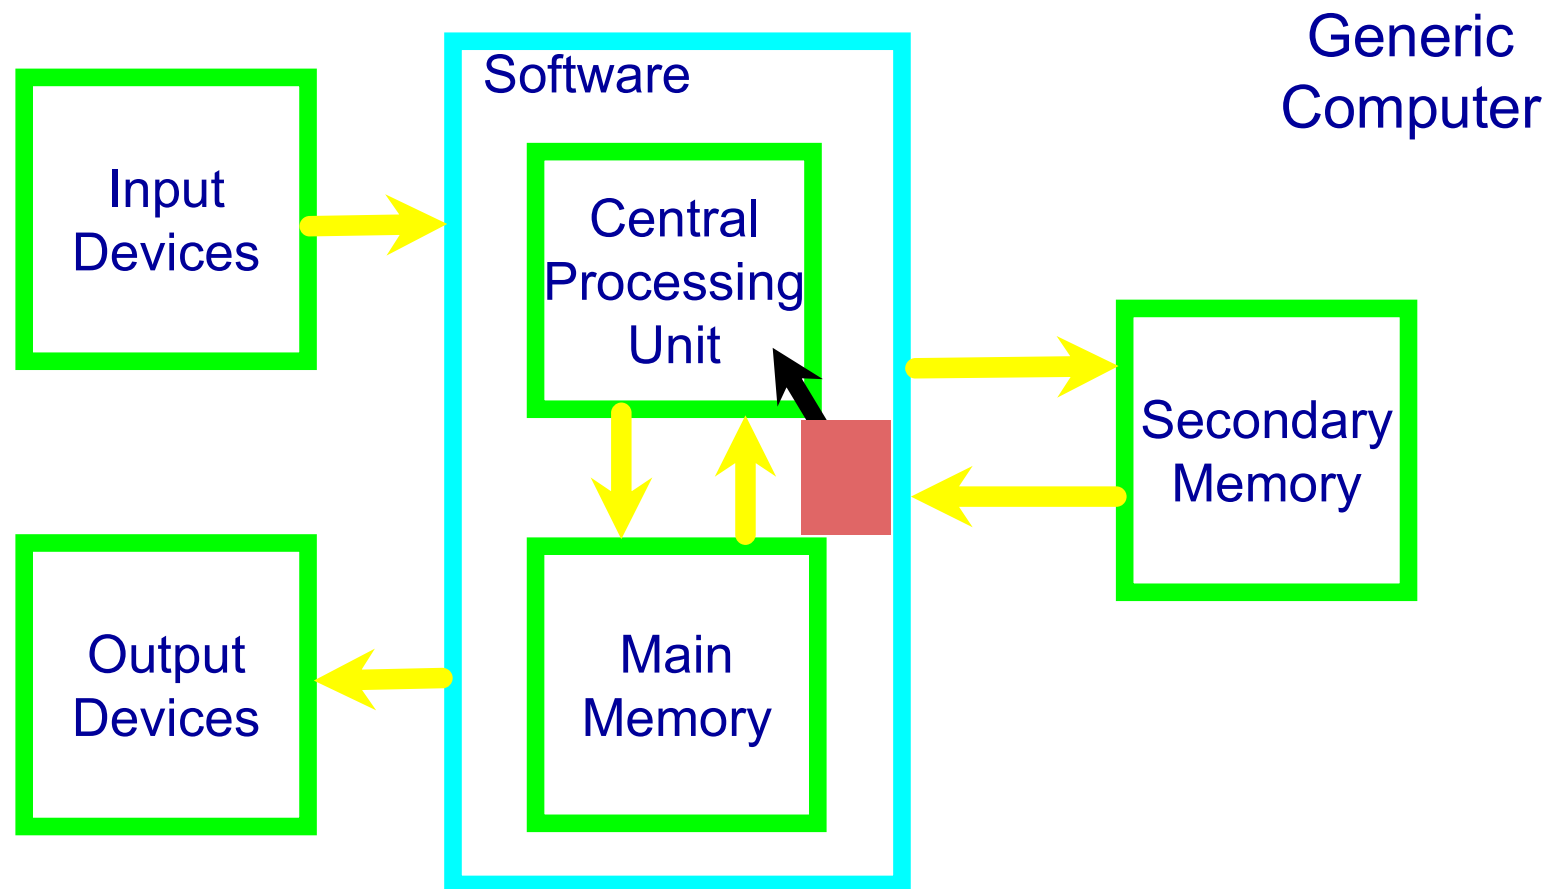 Generic
Computer
Software
Input
Devices
Central
Processing
Unit
Secondary
Memory
Output
Devices
Main
Memory